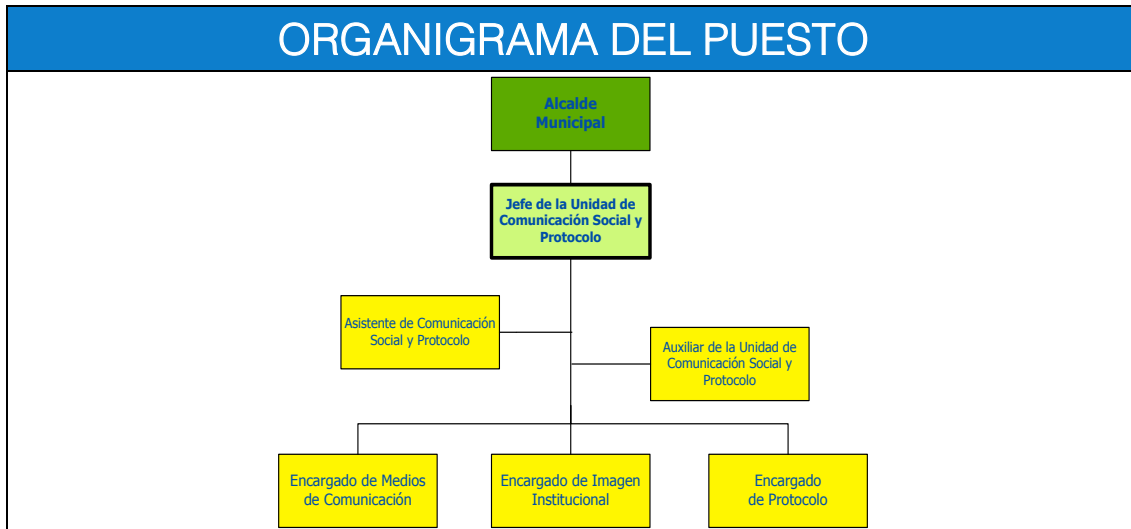 ORGANIGRAMA DEL PUESTO
Alcalde
Municipal
Jefe de la Unidad de
Comunicación Social y
Protocolo
Asistente de Comunicación
Social y Protocolo
Auxiliar de la Unidad de
Comunicación Social y
Protocolo
Encargado de Medios
de Comunicación
Encargado de Imagen
Institucional
Encargado
de Protocolo